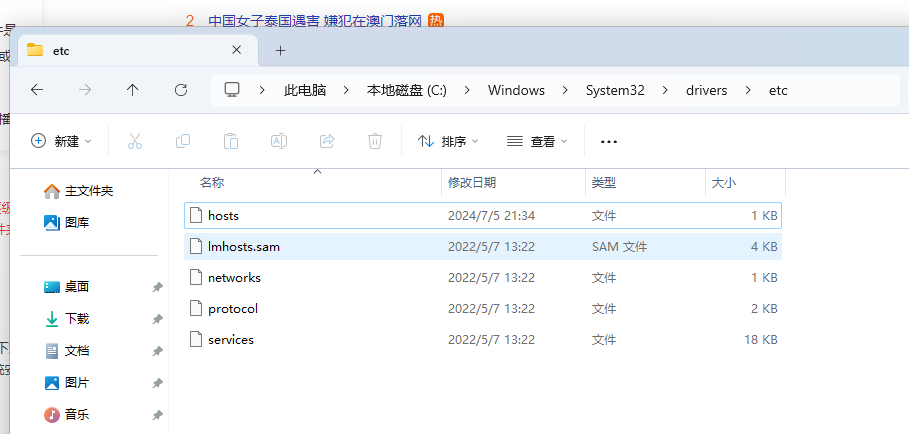 2 中国女子泰国遇害 嫌犯在澳门落网 热
etc
此电脑 本地磁盘 (C:) Windows System32 drivers etc
新建 排序 查看
名称 修改日期 类型 大小
主文件夹
图库
hosts 2024/7/5 21:34 文件 1 KB
lmhosts.sam 2022/5/7 13:22 SAM 文件 4 KB
networks 2022/5/7 13:22 文件 1 KB
protocol 2022/5/7 13:22 文件 2 KB
services 2022/5/7 13:22 文件 18 KB
桌面
下载
文档
图片
音乐